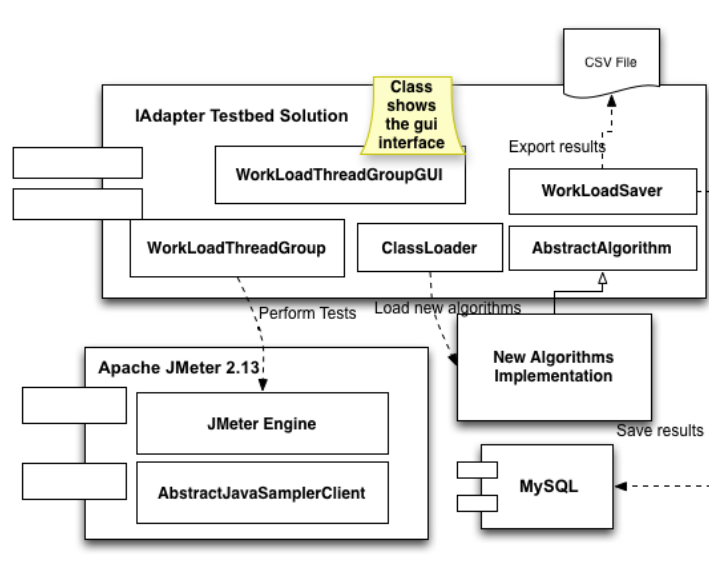 CSV File
Class
shows
the gui
interface
IAdapter Testbed Solution
Export results
WorkLoadThreadGroupGUI
WorkLoadSaver
WorkLoadThreadGroup
ClassLoader
AbstractAlgorithm
Perform Tests
Load new algorithms
New Algorithms
Implementation
Apache JMeter 2.13
JMeter Engine
Save results
AbstractJavaSamplerClient
MySQL